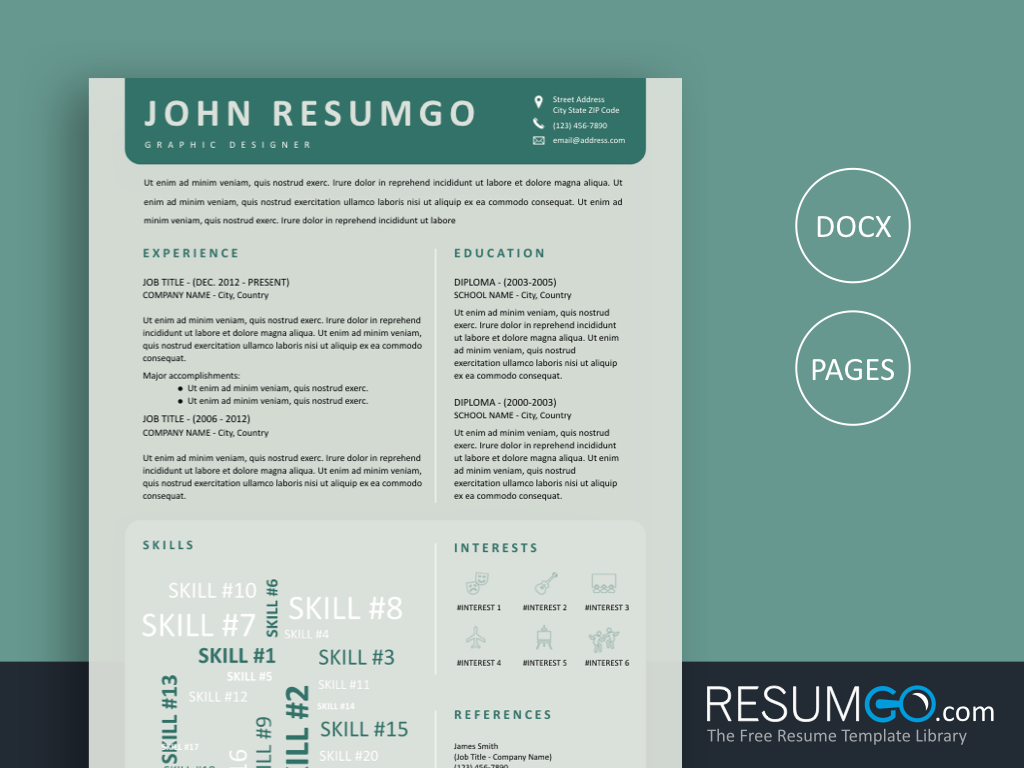 JOHN RESUMGO
GRAPHIC DESIGNER
Street Address
City State ZIP Code
(123) 456-7890
email@address.com
Ut enim ad minim veniam, quis nostrud exerc. Irure dolor in reprehend incididunt ut labore et dolore magna aliqua. Ut
enim ad minim veniam, quis nostrud exercitation ullamco laboris nisi ut aliquip ex ea commodo consequat. Ut enim ad
minim veniam, quis nostrud exerc. Irure dolor in reprehend incididunt ut labore
EXPERIENCE
JOB TITLE - (DEC. 2012 - PRESENT)
COMPANY NAME - City, Country
Ut enim ad minim veniam, quis nostrud exerc. Irure dolor in reprehend
incididunt ut labore et dolore magna aliqua. Ut enim ad minim veniam,
quis nostrud exercitation ullamco laboris nisi ut aliquip ex ea commodo
consequat.
Major accomplishments:
● Ut enim ad minim veniam, quis nostrud exerc.
● Ut enim ad minim veniam, quis nostrud exerc.
JOB TITLE - (2006 - 2012)
COMPANY NAME - City, Country
Ut enim ad minim veniam, quis nostrud exerc. Irure dolor in reprehend
incididunt ut labore et dolore magna aliqua. Ut enim ad minim veniam,
quis nostrud exercitation ullamco laboris nisi ut aliquip ex ea commodo
consequat.
EDUCATION
DIPLOMA - (2003-2005)
SCHOOL NAME - City, Country
Ut enim ad minim veniam, quis nostrud
exerc. Irure dolor in reprehend incididunt
ut labore et dolore magna aliqua. Ut enim
ad minim veniam, quis nostrud
exercitation ullamco laboris nisi ut aliquip
ex ea commodo consequat.
DIPLOMA - (2000-2003)
SCHOOL NAME - City, Country
Ut enim ad minim veniam, quis nostrud
exerc. Irure dolor in reprehend incididunt
ut labore et dolore magna aliqua. Ut enim
ad minim veniam, quis nostrud
exercitation ullamco laboris nisi ut aliquip
ex ea commodo consequat.
SKILLS
SKILL #10
SKILL #6
SKILL #8
SKILL #7
SKILL #4
SKILL #1
SKILL #3
SKILL #5
SKILL #11
SKILL #13
SKILL #12
SKILL #2
SKILL #14
SKILL #9
SKILL #15
SKILL #20
INTERESTS
#INTEREST 1
#INTEREST 2
#INTEREST 3
#INTEREST 4
#INTEREST 5
#INTEREST 6
REFERENCES
James Smith
(Job Title - Company Name)
(123) 456-7890
DOCX
PAGES
RESUMGO.com
The Free Resume Template Library